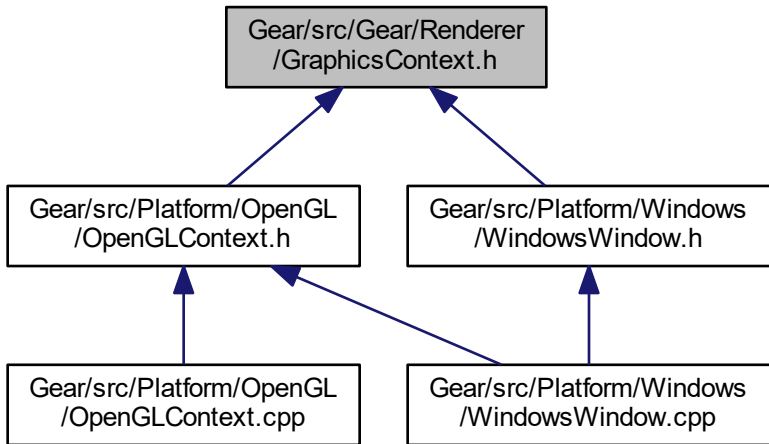 Gear/src/Gear/Renderer
/GraphicsContext.h
Gear/src/Platform/OpenGL
/OpenGLContext.h
Gear/src/Platform/Windows
/WindowsWindow.h
Gear/src/Platform/OpenGL
/OpenGLContext.cpp
Gear/src/Platform/Windows
/WindowsWindow.cpp